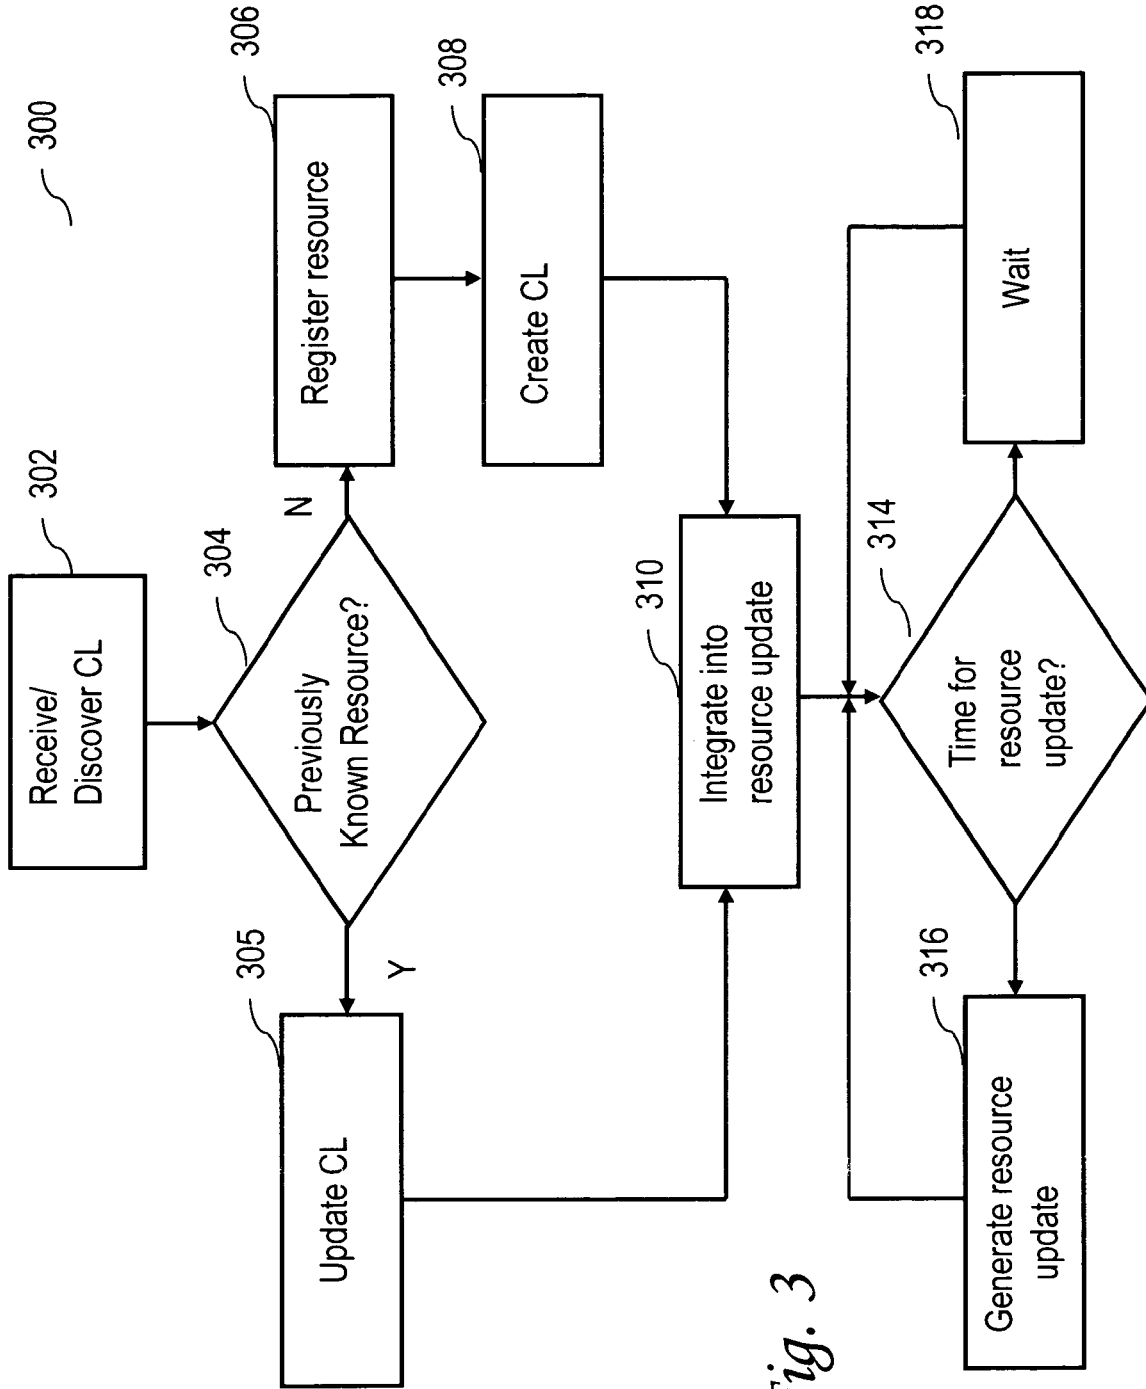 300
302
Receive/
Discover CL
304
Previously
Known Resource?
Y
N
305
Update CL
306
Register resource
308
Create CL
310
Integrate into
resource update
314
Time for
resource
update?
316
Generate resource
update
318
Wait
Fig. 3